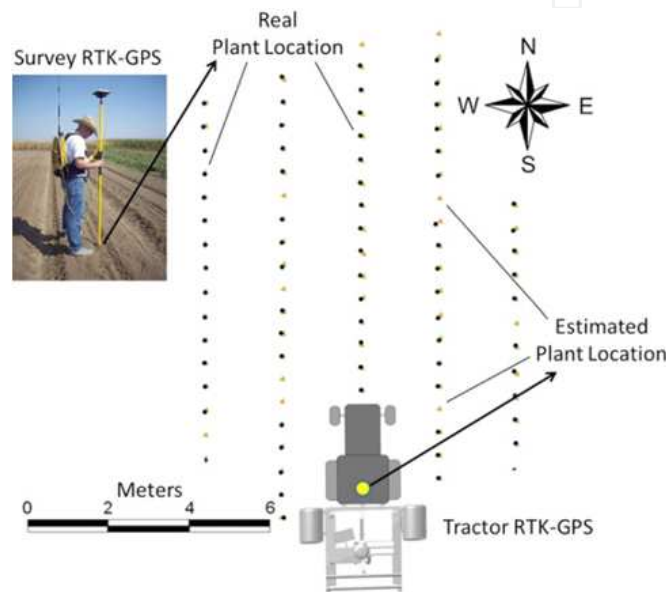 Real
Plant Location
Survey RTK-GPS
N
W E
S
Estimated
Plant Location
Meters
0 2 4 6
Tractor RTK-GPS